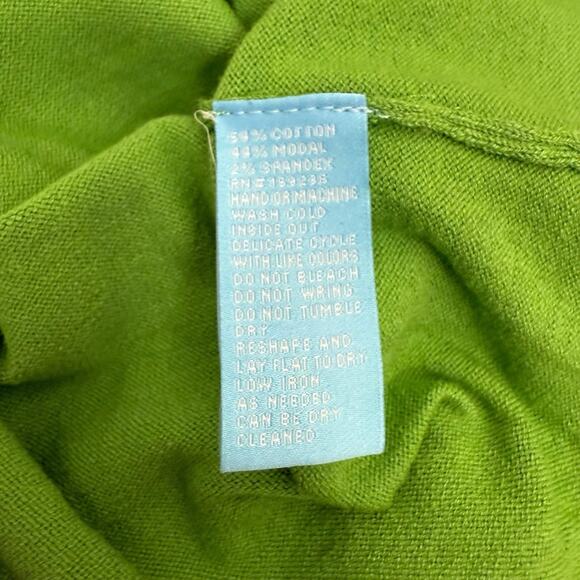 54% COTTON
44% MODAL
2% SPANDEX
HAND OR MACHINE
WASH COLD
INSIDE OUT
DELICATE CYCLE
WITH LIKE COLORS
DO NOT BLEACH
DO NOT WRING
DO NOT TUMBLE
DRY
RESHAPE AND
LAY FLAT TO DRY
LOW IRON
AS NEEDED
CAN BE DRY
CLEANED